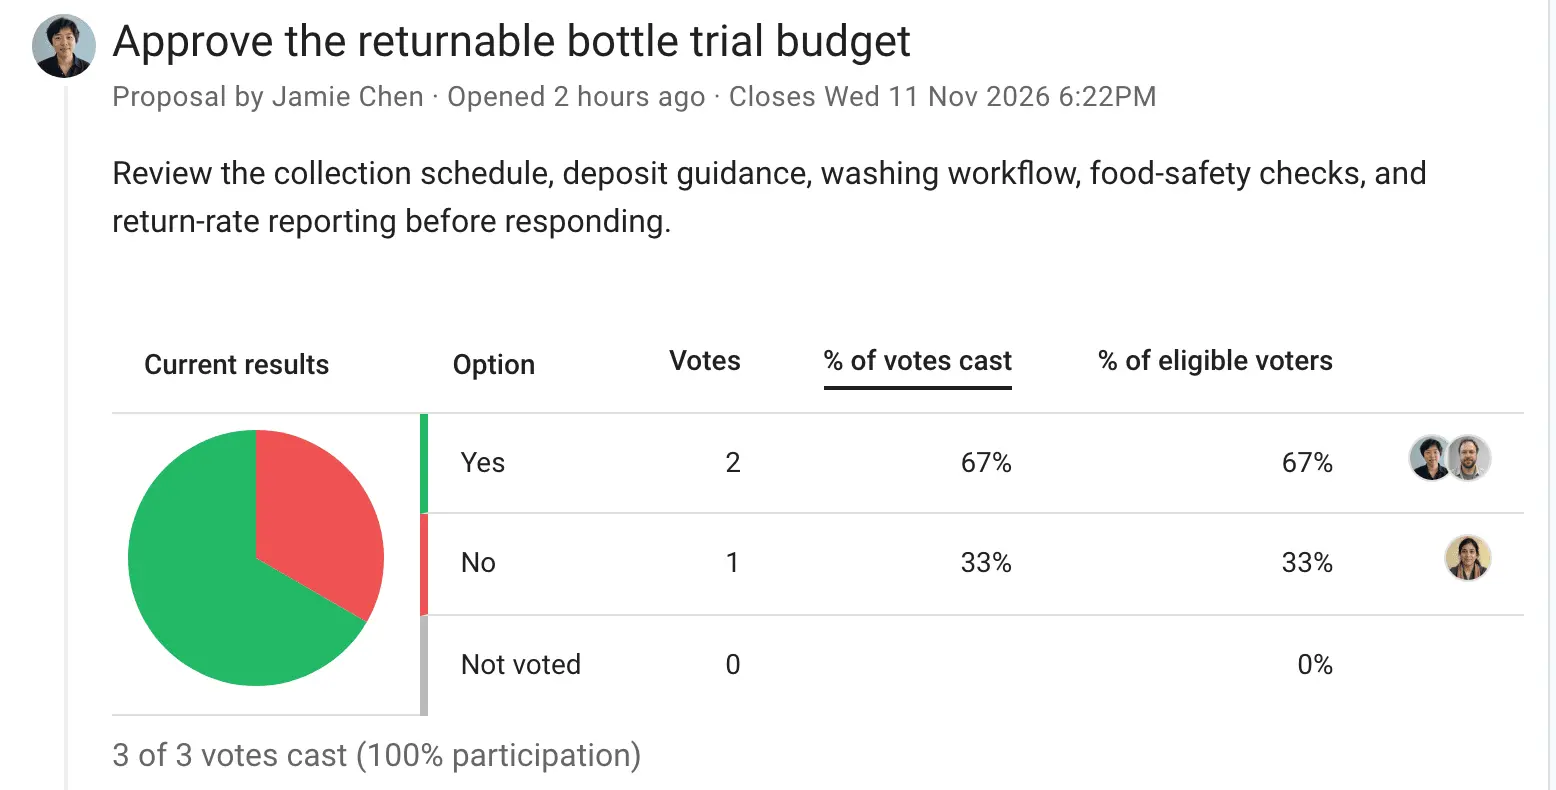 Approve the returnable bottle trial budget
Proposal by Jamie Chen · Opened 2 hours ago · Closes Wed 11 Nov 2026 6:22PM
Review the collection schedule, deposit guidance, washing workflow, food-safety checks, and
return-rate reporting before responding.
Current results Option Votes % of votes cast % of eligible voters
Yes 2 67% 67%
No 1 33% 33%
Not voted 0 0%
3 of 3 votes cast (100% participation)